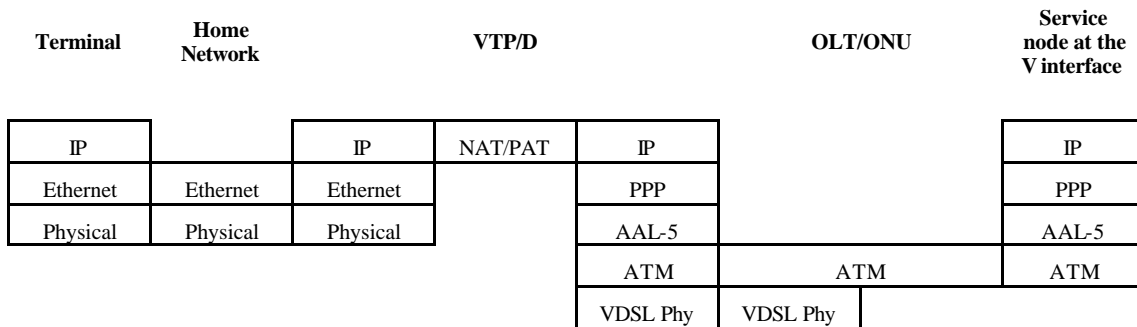 Terminal
Home
Network
VTP/D
OLT/ONU
Service
node at the
V interface
IP IP NAT/PAT IP IP
Ethernet Ethernet Ethernet PPP PPP
Physical Physical Physical AAL-5 AAL-5
ATM ATM ATM
VDSL Phy VDSL Phy